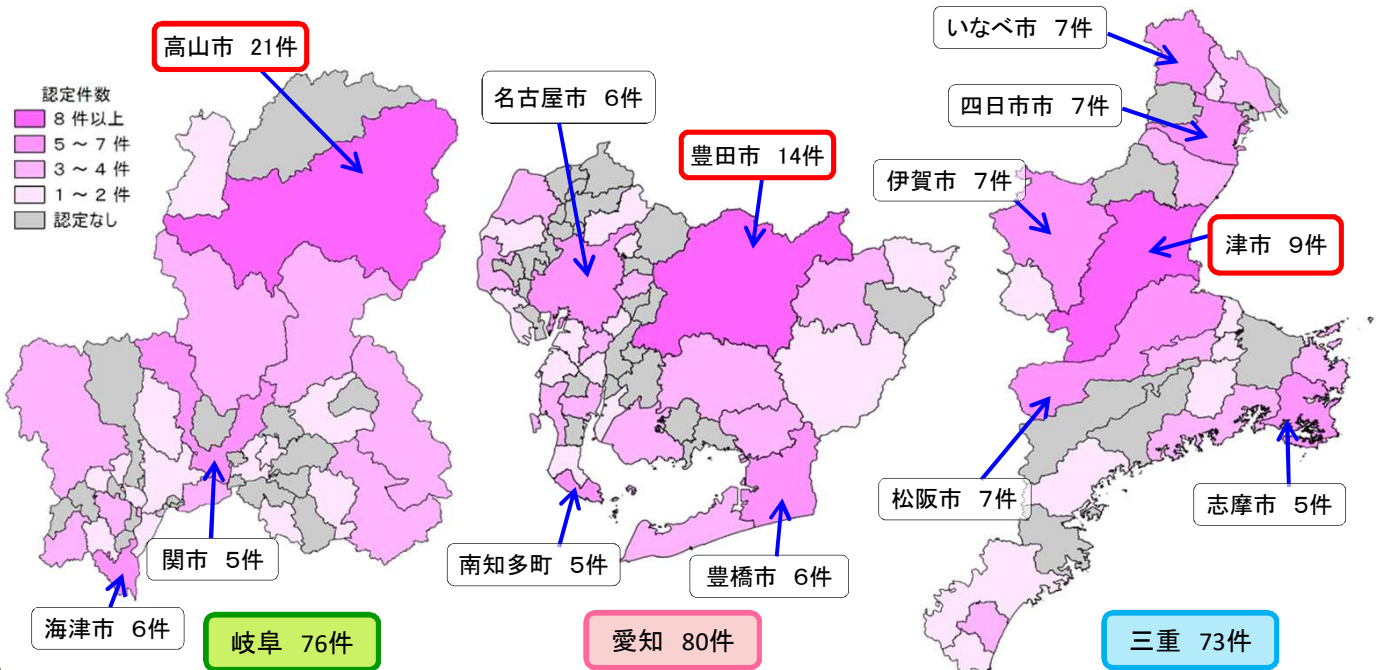 高山市 21件
認定件数
8 件以上
5 ～ 7 件
3 ～ 4 件
1 ～ 2 件
認定なし
関市 5件
海津市 6件
岐阜 76件
名古屋市 6件
豊田市 14件
南知多町 5件
豊橋市 6件
愛知 80件
いなべ市 7件
四日市市 7件
伊賀市 7件
津市 9件
松阪市 7件
志摩市 5件
三重 73件